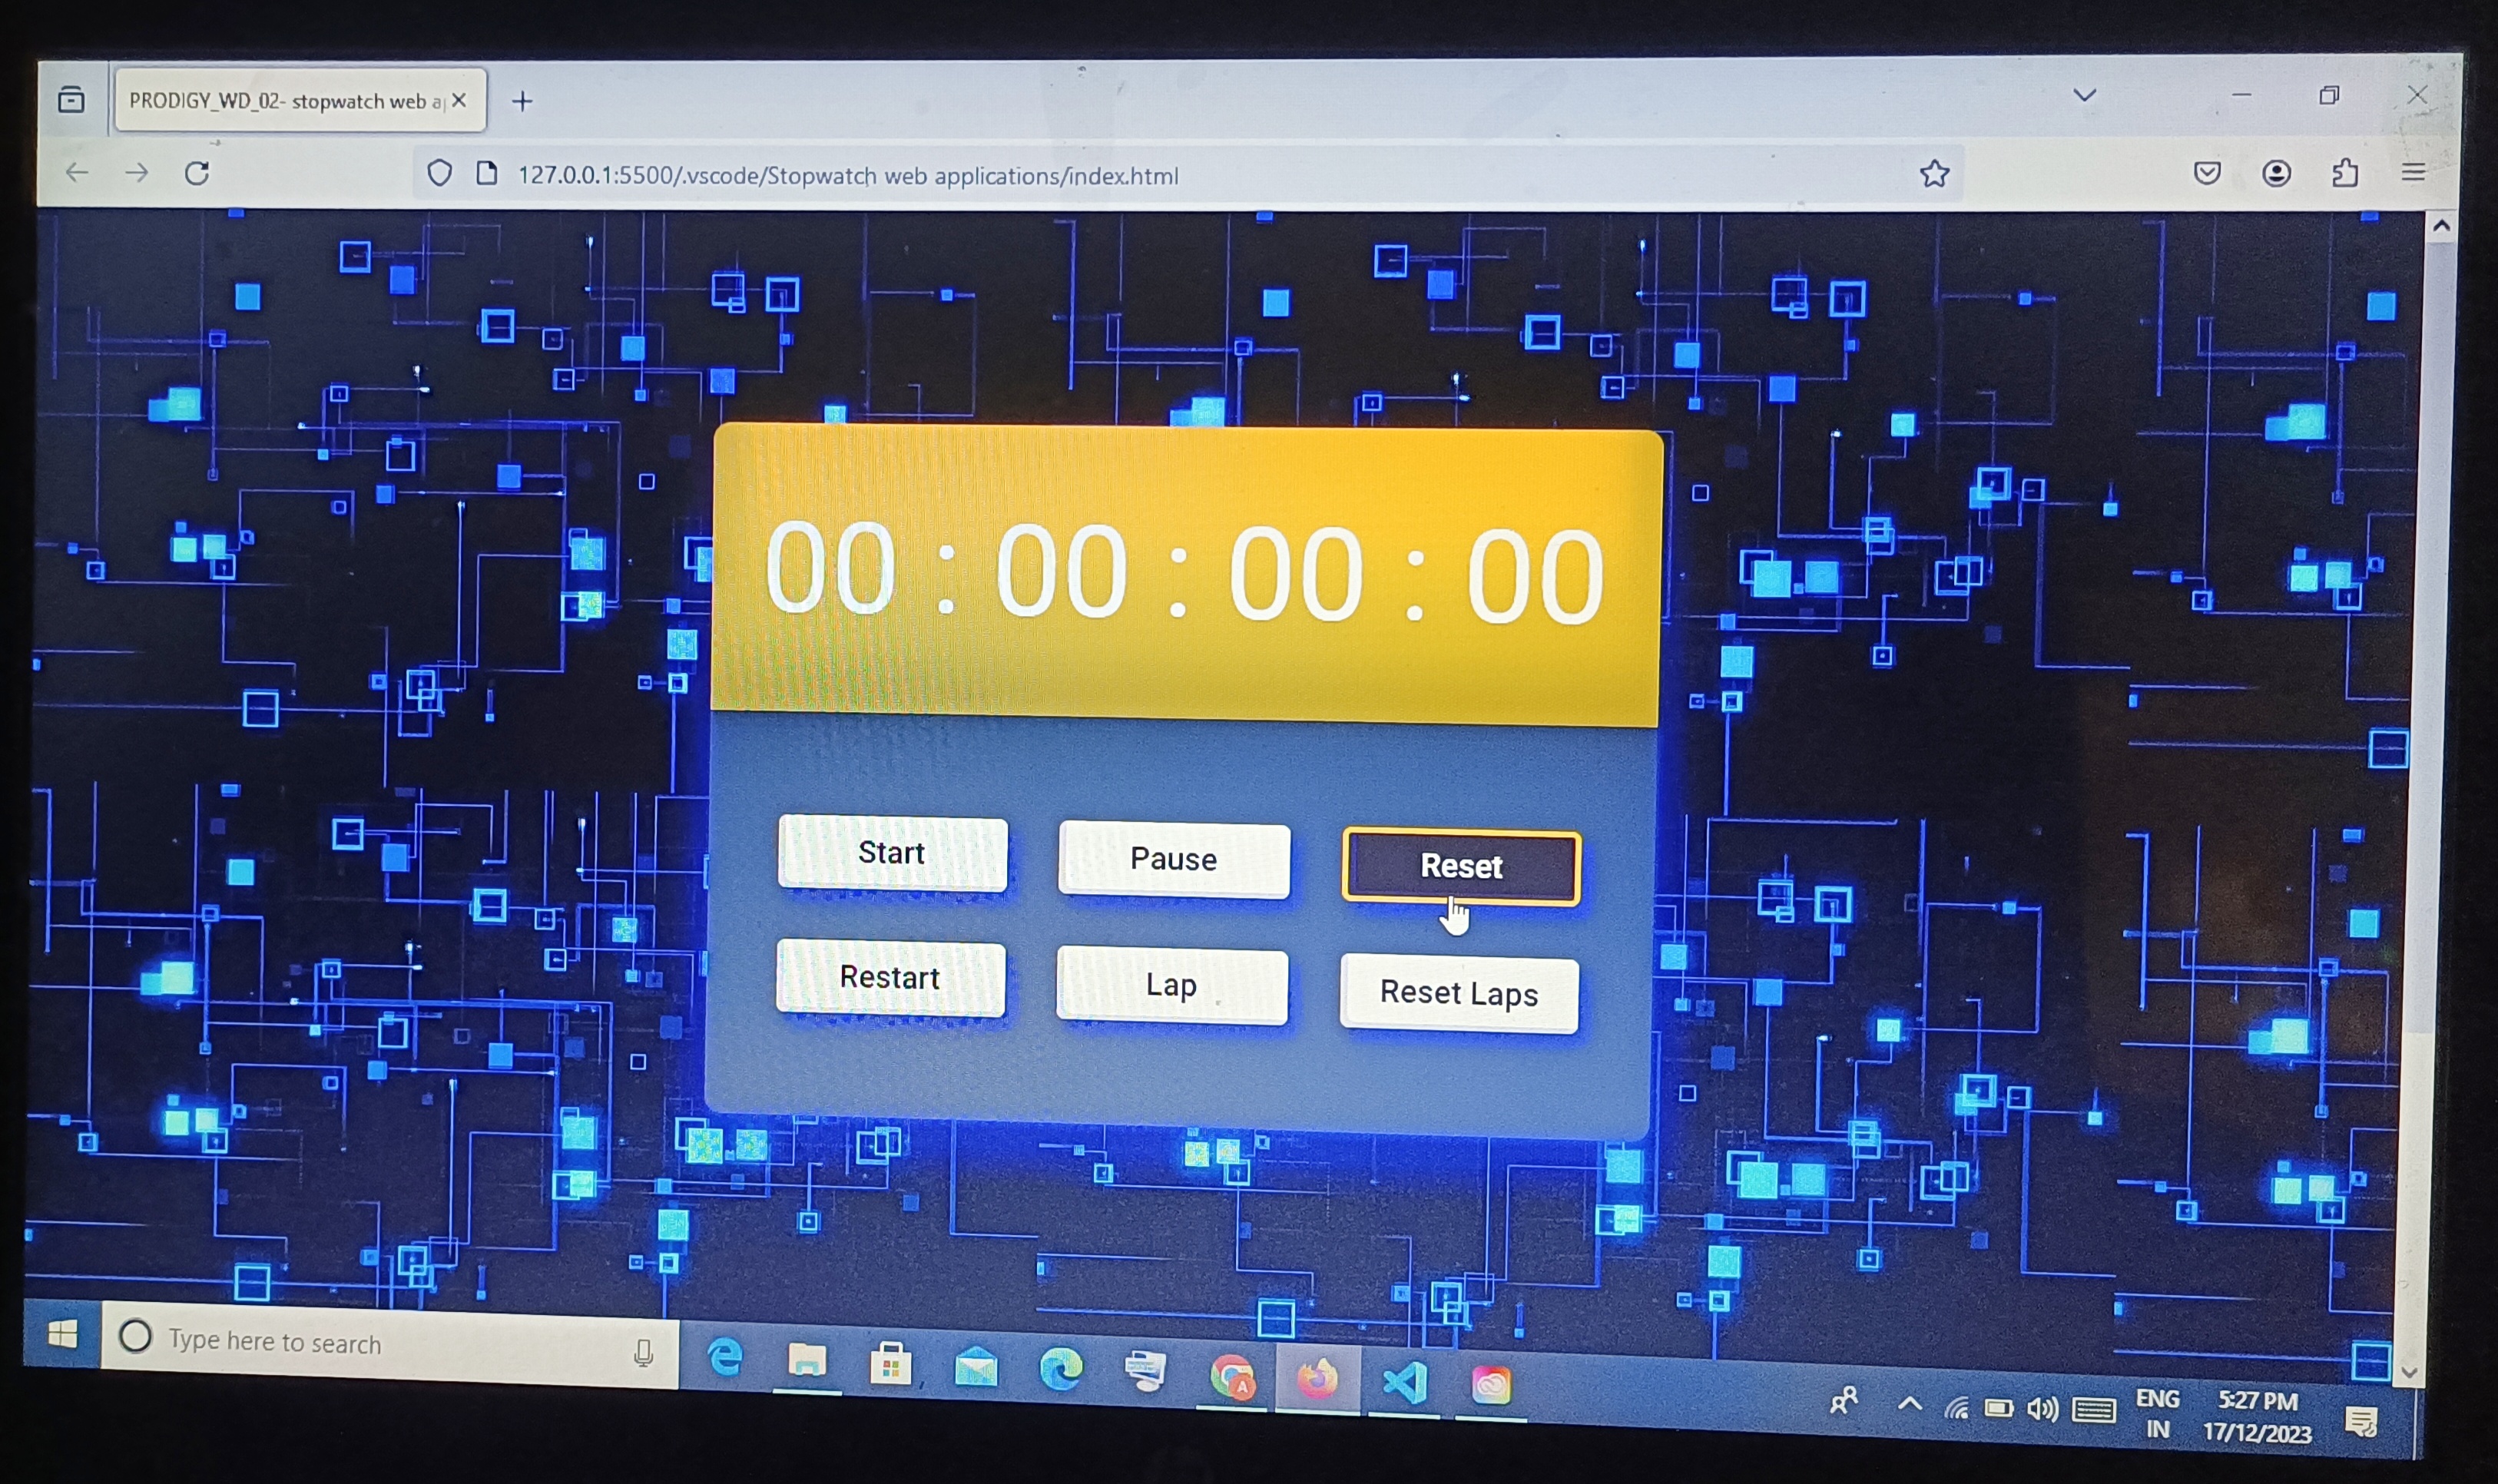 PRODIGY_WD_02- stopwatch web a
127.0.0.1:5500/.vscode/Stopwatch web applications/index.html
00 : 00 : 00 : 00
Start Pause Reset
Restart Lap Reset Laps
Type here to search
A
ENG 5:27 PM
IN 17/12/2023